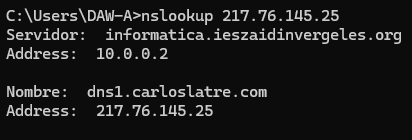 C:\Users\DAW-A>nslookup 217.76.145.25
Servidor:  informatica.ieszaidinvergeles.org
Address:  10.0.0.2

Nombre:  dns1.carloslatre.com
Address:  217.76.145.25